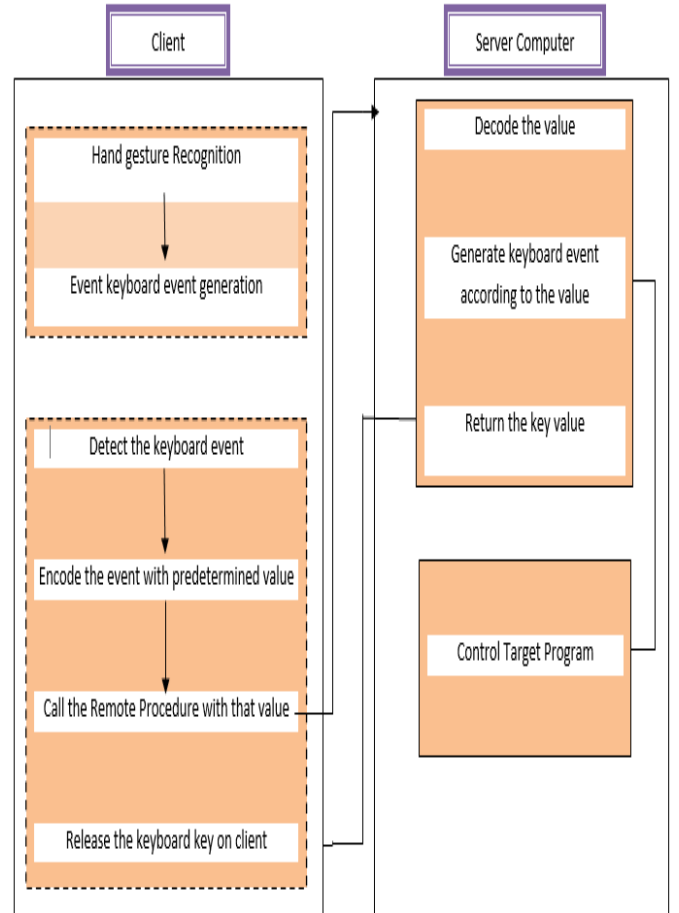 Client
Hand gesture Recognition
Event keyboard event generation
Detect the keyboard event
Encode the event with predetermined value
Call the Remote Procedure with that value
Release the keyboard key on client
Server Computer
Decode the value
Generate keyboard event
according to the value
Return the key value
Control Target Program